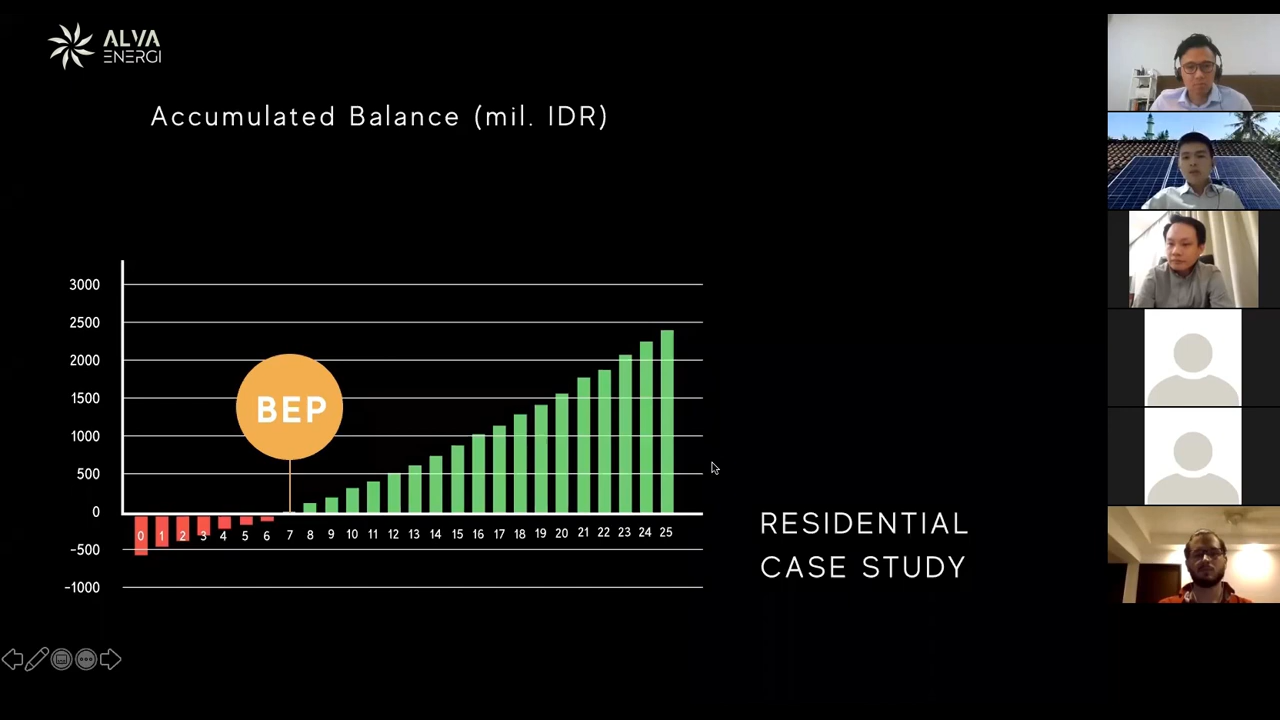 ALVA
ENERGI
Accumulated Balance (mil. IDR)
3000
2500
2000
1500
1000
500
0
-500
-1000
BEP
0 1 2 3 4 5 6 7 8 9 10 11 12 13 14 15 16 17 18 19 20 21 22 23 24 25
RESIDENTIAL
CASE STUDY